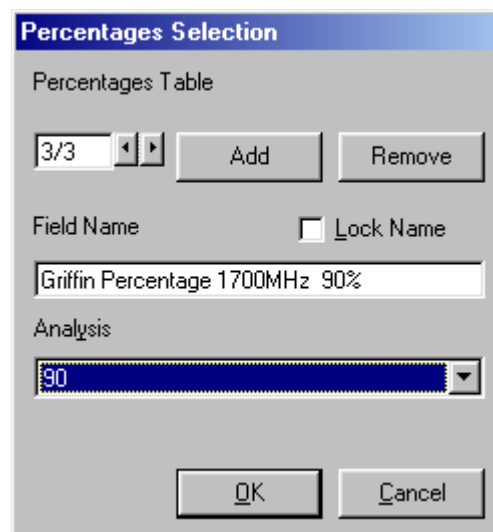 Percentages Selection
Percentages Table
3/3 Add Remove
Field Name Lock Name
Griffin Percentage 1700MHz 90%
Analysis
90
OK Cancel